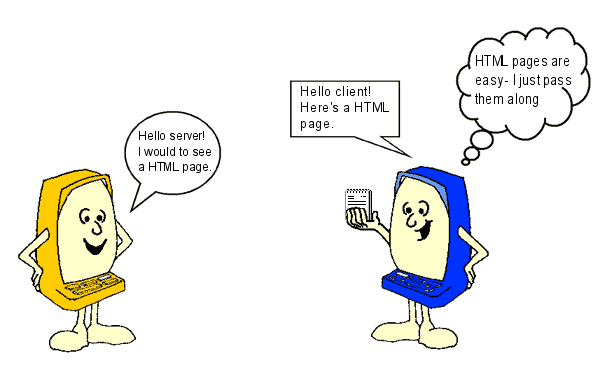 Hello server!
I would to see
a HTML page.
Hello client!
Here's a HTML
page.
HTML pages are
easy- I just pass
them along